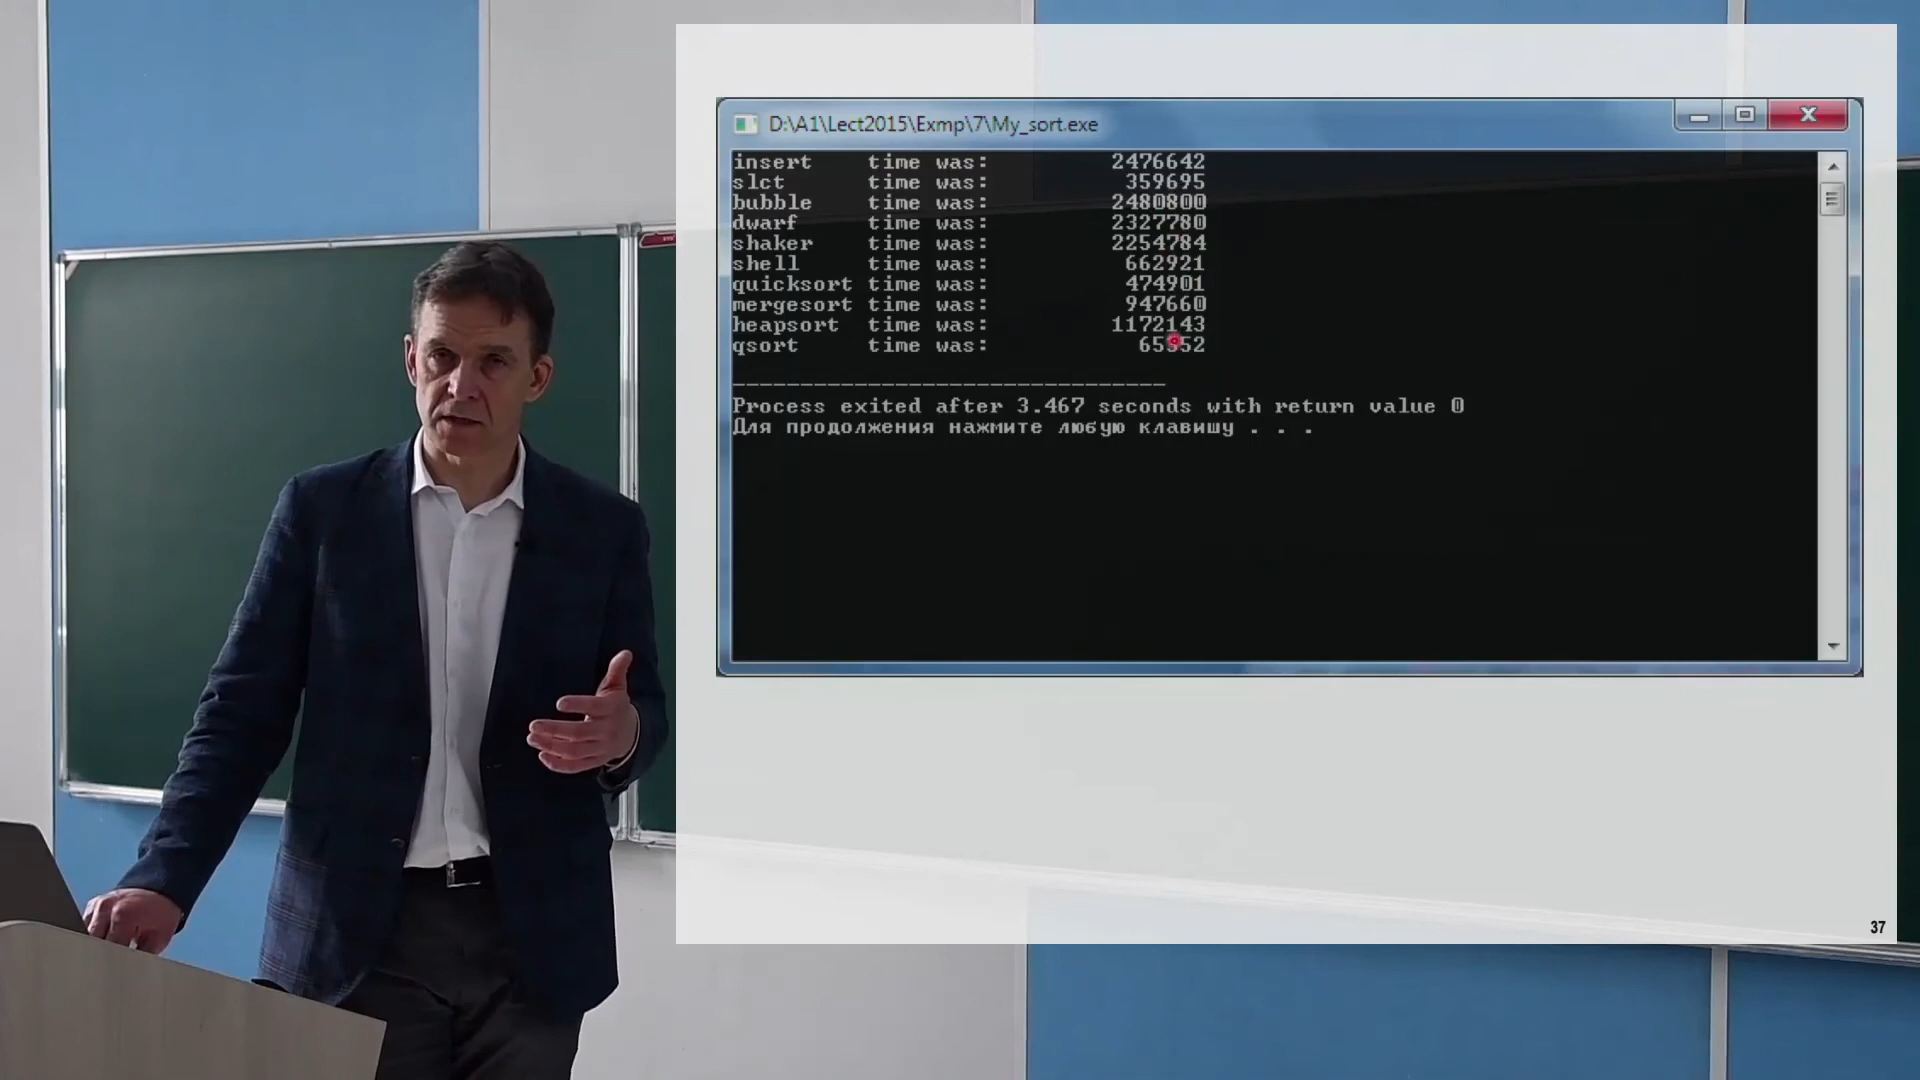 D:\A1\Lect2015\Exmp\7\My_sort.exe
insert time was: 2476642
slct time was: 359695
bubble time was: 2480800
dwarf time was: 2327780
shaker time was: 2254784
shell time was: 662921
quicksort time was: 474901
mergesort time was: 947660
heapsort time was: 1172143
qsort time was:
Process exited after 3.467 seconds with return value 0
Для продолжения нажмите любую клавишу . . .
37